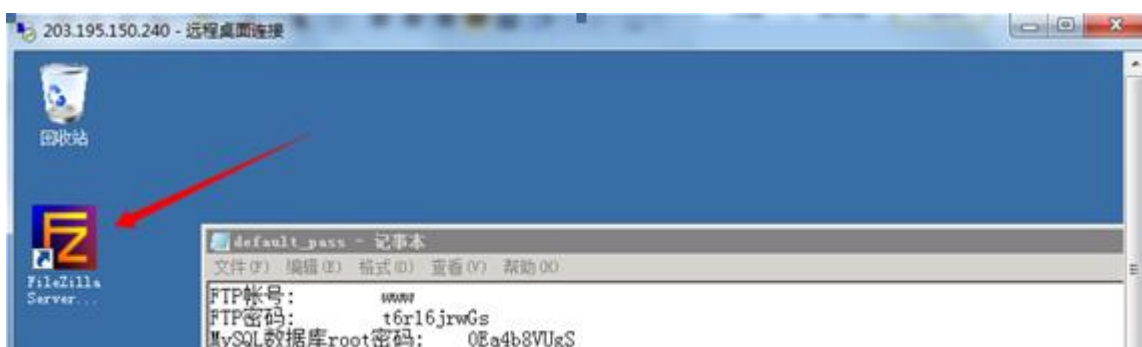 203.195.150.240 - 远程桌面连接
回收站
FileZilla
Server...
default_pass - 记事本
文件(F) 编辑(E) 格式(O) 查看(V) 帮助(H)
FTP帐号: www
FTP密码: t6r16jrwGs
MySQL数据库root密码: OEa4b8VUgS